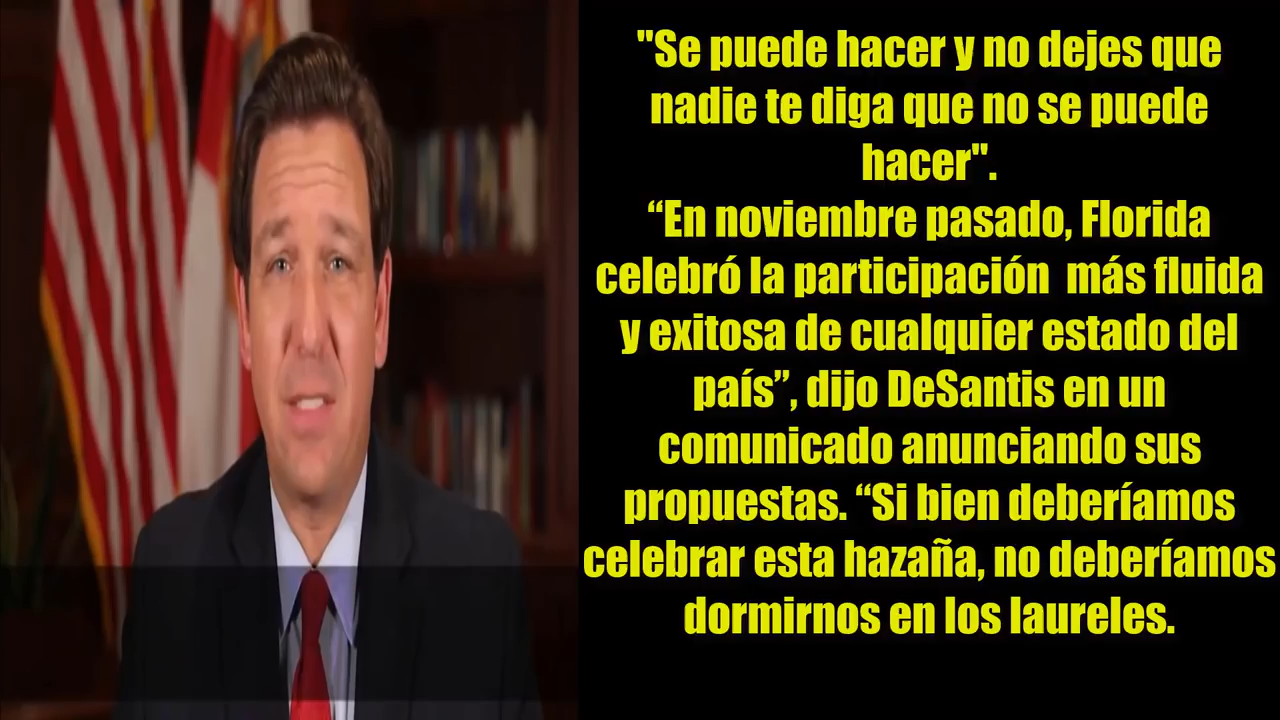 "Se puede hacer y no dejes que
nadie te diga que no se puede
hacer".
“En noviembre pasado, Florida
celebró la participación  más fluida
y exitosa de cualquier estado del
país”, dijo DeSantis en un
comunicado anunciando sus
propuestas. “Si bien deberíamos
celebrar esta hazaña, no deberíamos
dormirnos en los laureles.